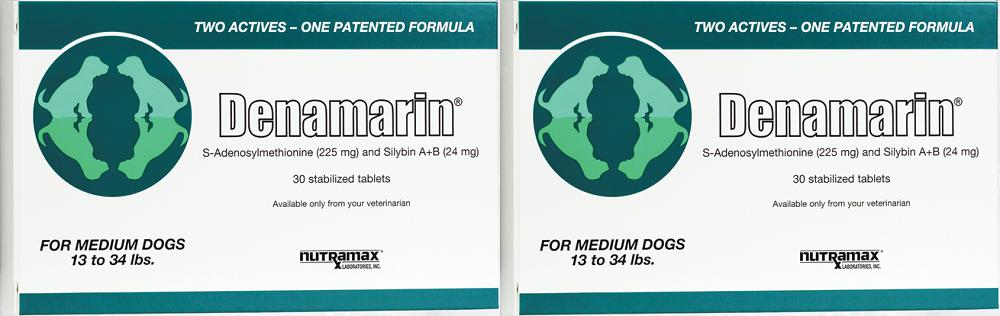 TWO ACTIVES – ONE PATENTED FORMULA
Denamarin®
S-Adenosylmethionine (225 mg) and Silybin A+B (24 mg)
30 stabilized tablets
Available only from your veterinarian
FOR MEDIUM DOGS
13 to 34 lbs.
nutramax®
LABORATORIES, INC.
TWO ACTIVES – ONE PATENTED FORMULA
Denamarin®
S-Adenosylmethionine (225 mg) and Silybin A+B (24 mg)
30 stabilized tablets
Available only from your veterinarian
FOR MEDIUM DOGS
13 to 34 lbs.
nutramax®
LABORATORIES, INC.